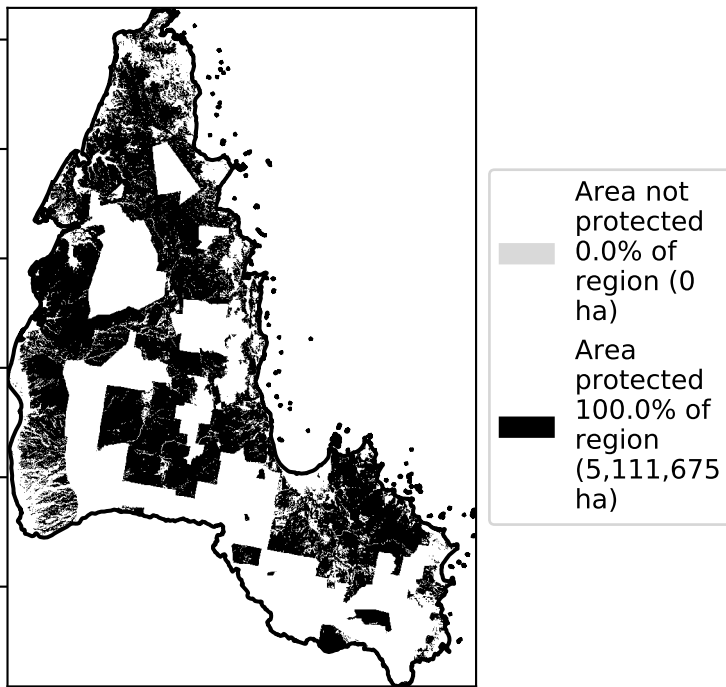 Area not
protected
0.0% of
region (0
ha)
Area
protected
100.0% of
region
(5,111,675
ha)